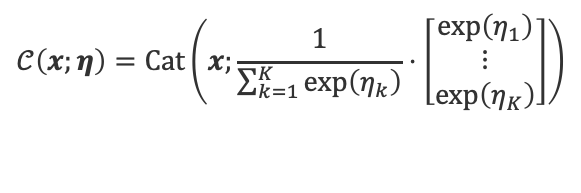 𝒞(𝒙; 𝜼) = Cat(𝒙; 1 / ∑_{k=1}^{K} exp(η_k) · [exp(η_1) ⋮ exp(η_K)])